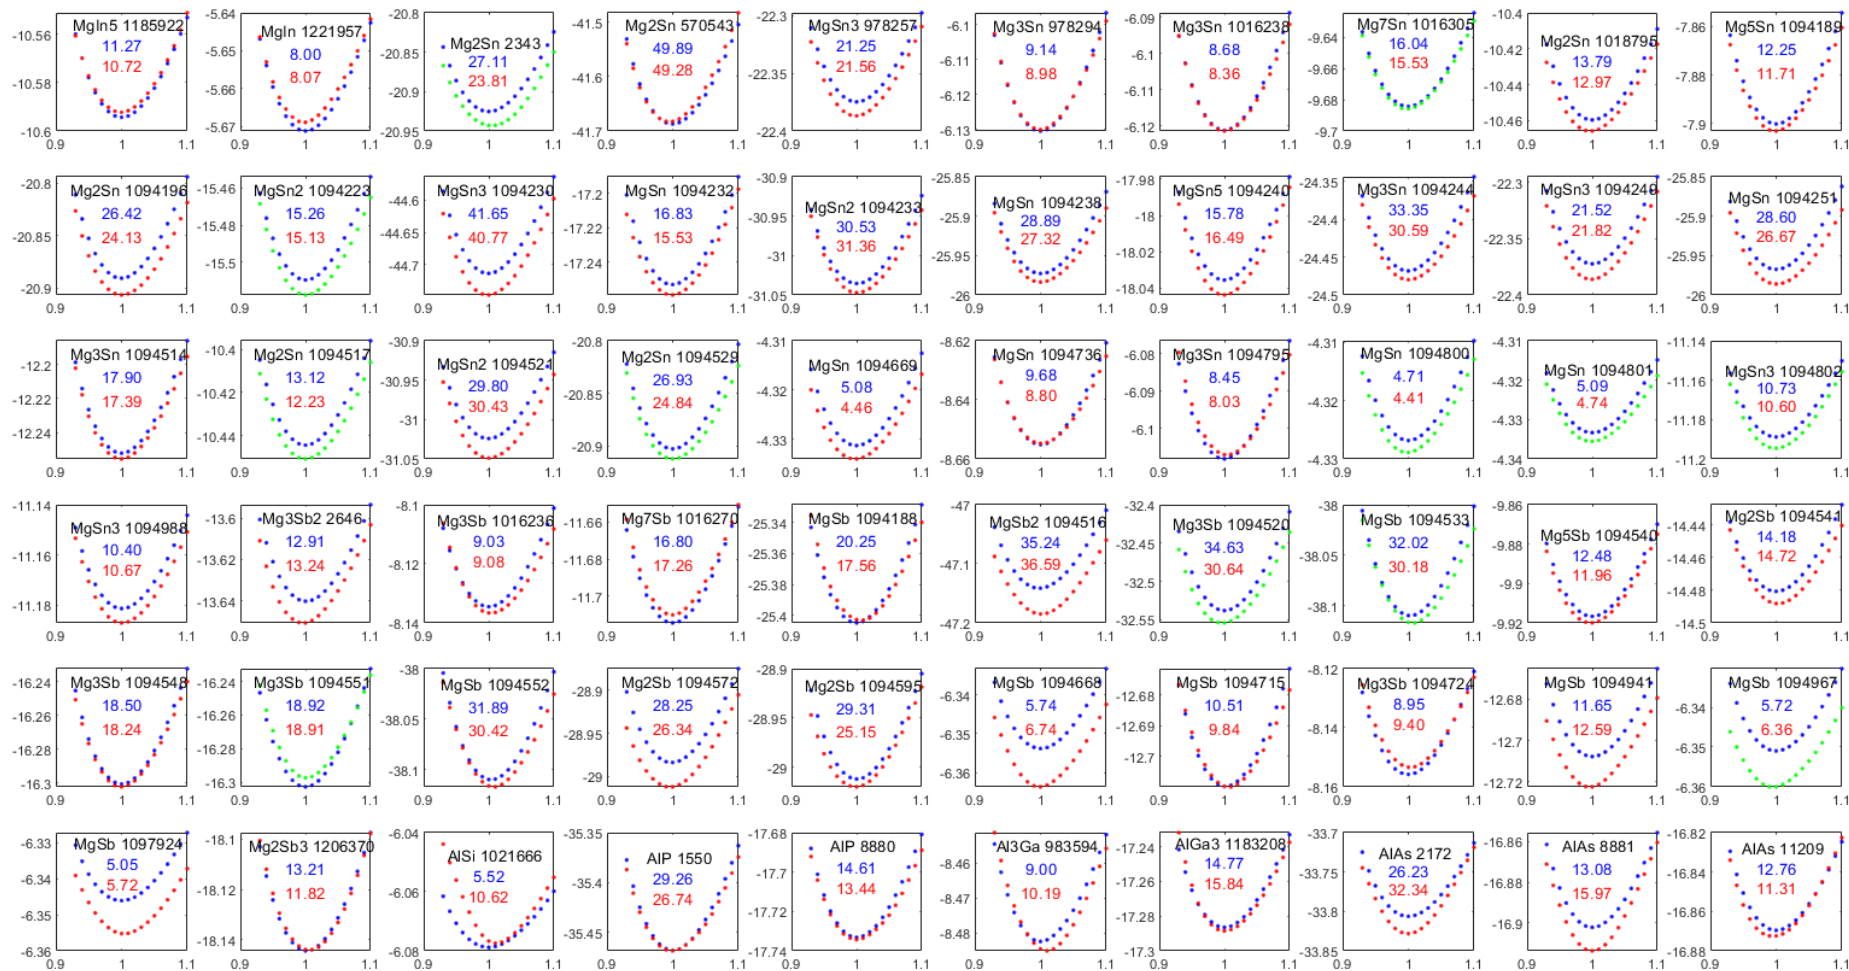 MgIn5 1185922
11.27
10.72
-10.56
-10.58
-10.6
0.9 1 1.1
MgIn 1221957
8.00
8.07
-5.64
-5.65
-5.66
-5.67
0.9 1 1.1
Mg2Sn 2343
27.11
23.81
-20.8
-20.85
-20.9
-20.95
0.9 1 1.1
Mg2Sn 570543
49.89
49.28
-41.5
-41.6
-41.7
0.9 1 1.1
MgSn3 978257
21.25
21.56
-22.3
-22.35
-22.4
0.9 1 1.1
Mg3Sn 978294
9.14
8.98
-6.1
-6.11
-6.12
-6.13
0.9 1 1.1
Mg3Sn 1016238
8.68
8.36
-6.09
-6.1
-6.11
-6.12
0.9 1 1.1
Mg7Sn 1016305
16.04
15.53
-9.64
-9.66
-9.68
-9.7
0.9 1 1.1
Mg2Sn 1018795
13.79
12.97
-10.4
-10.42
-10.44
-10.46
0.9 1 1.1
Mg5Sn 1094189
12.25
11.71
-7.86
-7.88
-7.9
0.9 1 1.1
Mg2Sn 1094196
26.42
24.13
-20.8
-20.85
-20.9
0.9 1 1.1
MgSn2 1094223
15.26
15.13
-15.46
-15.48
-15.5
0.9 1 1.1
MgSn3 1094230
41.65
40.77
-44.6
-44.65
-44.7
0.9 1 1.1
MgSn 1094232
16.83
15.53
-17.2
-17.22
-17.24
0.9 1 1.1
MgSn2 1094233
30.53
31.36
-30.9
-30.95
-31
-31.05
0.9 1 1.1
MgSn 1094238
28.89
27.32
-25.85
-25.9
-25.95
-26
0.9 1 1.1
MgSn5 1094240
15.78
16.49
-17.98
-18
-18.02
-18.04
0.9 1 1.1
Mg3Sn 1094244
33.35
30.59
-24.35
-24.4
-24.45
-24.5
0.9 1 1.1
MgSn3 1094249
21.52
21.82
-22.3
-22.35
-22.4
0.9 1 1.1
MgSn 1094251
28.60
26.67
-25.85
-25.9
-25.95
-26
0.9 1 1.1
Mg3Sn 1094514
17.90
17.39
-12.2
-12.22
-12.24
0.9 1 1.1
Mg2Sn 1094517
13.12
12.23
-10.4
-10.42
-10.44
0.9 1 1.1
MgSn2 1094521
29.80
30.43
-30.9
-30.95
-31
-31.05
0.9 1 1.1
Mg2Sn 1094529
26.93
24.84
-20.8
-20.85
-20.9
0.9 1 1.1
MgSn 1094669
5.08
4.46
-4.31
-4.32
-4.33
0.9 1 1.1
MgSn 1094736
9.68
8.80
-8.62
-8.64
-8.66
0.9 1 1.1
Mg3Sn 1094795
8.45
8.03
-6.08
-6.09
-6.1
0.9 1 1.1
MgSn 1094800
4.71
4.41
-4.31
-4.32
-4.33
0.9 1 1.1
MgSn 1094801
5.09
4.74
-4.31
-4.32
-4.33
-4.34
0.9 1 1.1
MgSn3 1094802
10.73
10.60
-11.14
-11.16
-11.18
-11.2
0.9 1 1.1
MgSn3 1094988
10.40
10.67
-11.14
-11.16
-11.18
0.9 1 1.1
Mg3Sb2 2646
12.91
13.24
-13.6
-13.62
-13.64
0.9 1 1.1
Mg3Sb 1016236
9.03
9.08
-8.1
-8.12
-8.14
0.9 1 1.1
Mg7Sb 1016270
16.80
17.26
-11.66
-11.68
-11.7
0.9 1 1.1
MgSb 1094188
20.25
17.56
-25.34
-25.36
-25.38
-25.4
0.9 1 1.1
MgSb2 1094516
35.24
36.59
-47
-47.1
-47.2
0.9 1 1.1
Mg3Sb 1094520
34.63
30.64
-32.4
-32.45
-32.5
-32.55
0.9 1 1.1
MgSb 1094533
32.02
30.18
-38
-38.05
-38.1
0.9 1 1.1
Mg5Sb 1094540
12.48
11.96
-9.86
-9.88
-9.9
-9.92
0.9 1 1.1
Mg2Sb 1094541
14.18
14.72
-14.44
-14.46
-14.48
-14.5
0.9 1 1.1
Mg3Sb 1094548
18.50
18.24
-16.24
-16.26
-16.28
-16.3
0.9 1 1.1
Mg3Sb 1094551
18.92
18.91
-16.24
-16.26
-16.28
-16.3
0.9 1 1.1
MgSb 1094552
31.89
30.42
-38
-38.05
-38.1
0.9 1 1.1
Mg2Sb 1094572
28.25
26.34
-28.9
-28.95
-29
0.9 1 1.1
Mg2Sb 1094595
29.31
25.15
-28.9
-28.95
-29
0.9 1 1.1
MgSb 1094668
5.74
6.74
-6.34
-6.35
-6.36
0.9 1 1.1
MgSb 1094715
10.51
9.84
-12.68
-12.69
-12.7
0.9 1 1.1
Mg3Sb 1094724
8.95
9.40
-8.12
-8.14
-8.16
0.9 1 1.1
MgSb 1094941
11.65
12.59
-12.68
-12.7
-12.72
0.9 1 1.1
MgSb 1094967
5.72
6.36
-6.34
-6.35
-6.36
0.9 1 1.1
MgSb 1097924
5.05
5.72
-6.33
-6.34
-6.35
-6.36
0.9 1 1.1
Mg2Sb3 1206370
13.21
11.82
-18.1
-18.12
-18.14
0.9 1 1.1
AlSi 1021666
5.52
10.62
-6.04
-6.06
-6.08
0.9 1 1.1
AlP 1550
29.26
26.74
-35.35
-35.4
-35.45
0.9 1 1.1
AlP 8880
14.61
13.44
-17.68
-17.7
-17.72
-17.74
0.9 1 1.1
Al3Ga 983594
9.00
10.19
-8.46
-8.48
0.9 1 1.1
AlGa3 1183208
14.77
15.84
-17.24
-17.26
-17.28
-17.3
0.9 1 1.1
AlAs 2172
26.23
32.34
-33.7
-33.75
-33.8
-33.85
0.9 1 1.1
AlAs 8881
13.08
15.97
-16.86
-16.88
-16.9
0.9 1 1.1
AlAs 11209
12.76
11.31
-16.82
-16.84
-16.86
-16.88
0.9 1 1.1